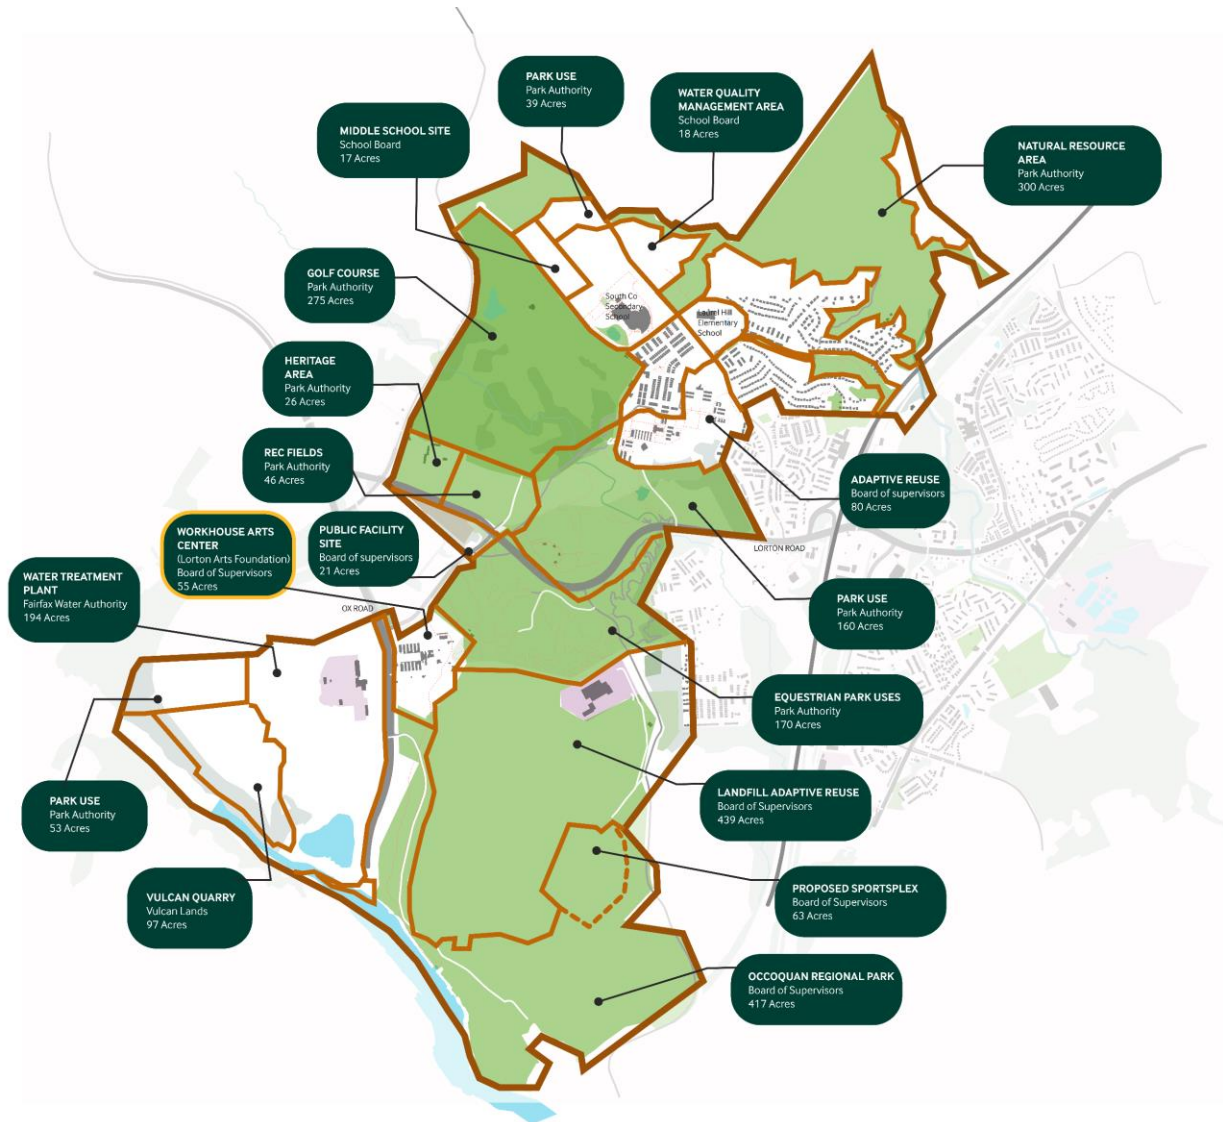 PARK USE
Park Authority
39 Acres
WATER QUALITY
MANAGEMENT AREA
School Board
18 Acres
MIDDLE SCHOOL SITE
School Board
17 Acres
NATURAL RESOURCE
AREA
Park Authority
300 Acres
GOLF COURSE
Park Authority
275 Acres
South Co
Secondary
School
Laurel Hill
Elementary
School
HERITAGE
AREA
Park Authority
26 Acres
REC FIELDS
Park Authority
46 Acres
ADAPTIVE REUSE
Board of supervisors
80 Acres
WORKHOUSE ARTS
CENTER
(Lorton Arts Foundation)
Board of Supervisors
55 Acres
PUBLIC FACILITY
SITE
Board of supervisors
21 Acres
LORTON ROAD
WATER TREATMENT
PLANT
Fairfax Water Authority
194 Acres
OX ROAD
PARK USE
Park Authority
160 Acres
EQUESTRIAN PARK USES
Park Authority
170 Acres
PARK USE
Park Authority
53 Acres
LANDFILL ADAPTIVE REUSE
Board of Supervisors
439 Acres
VULCAN QUARRY
Vulcan Lands
97 Acres
PROPOSED SPORTSPLEX
Board of Supervisors
63 Acres
OCCOQUAN REGIONAL PARK
Board of Supervisors
417 Acres